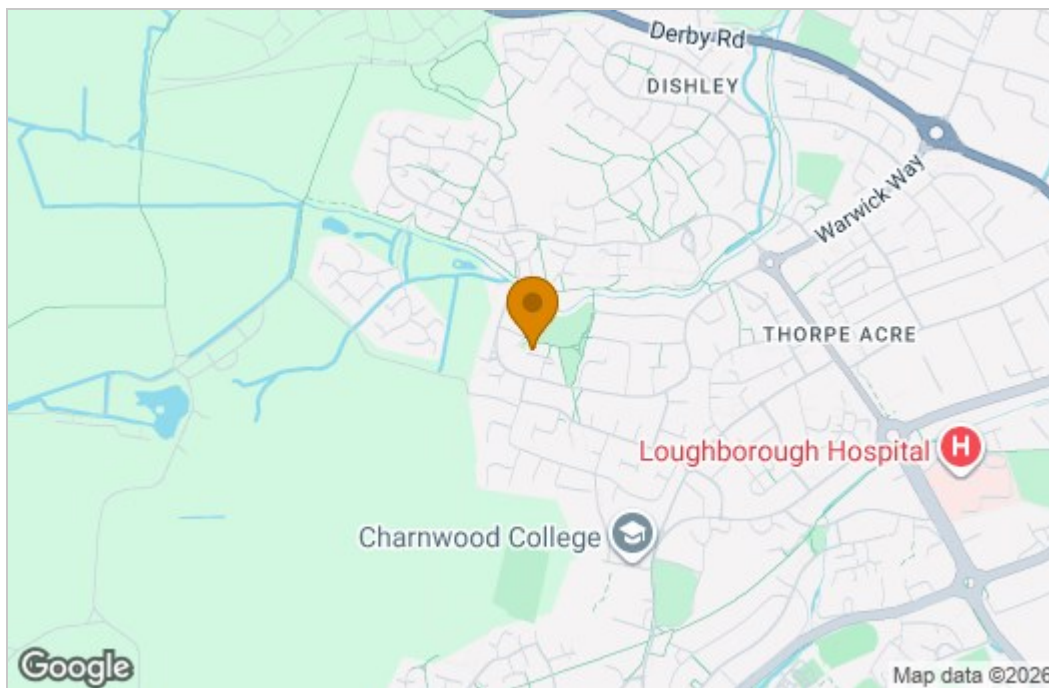 Derby Rd
DISHLEY
Warwick Way
THORPE ACRE
Loughborough Hospital
H
Charnwood College
Google
Map data ©2026